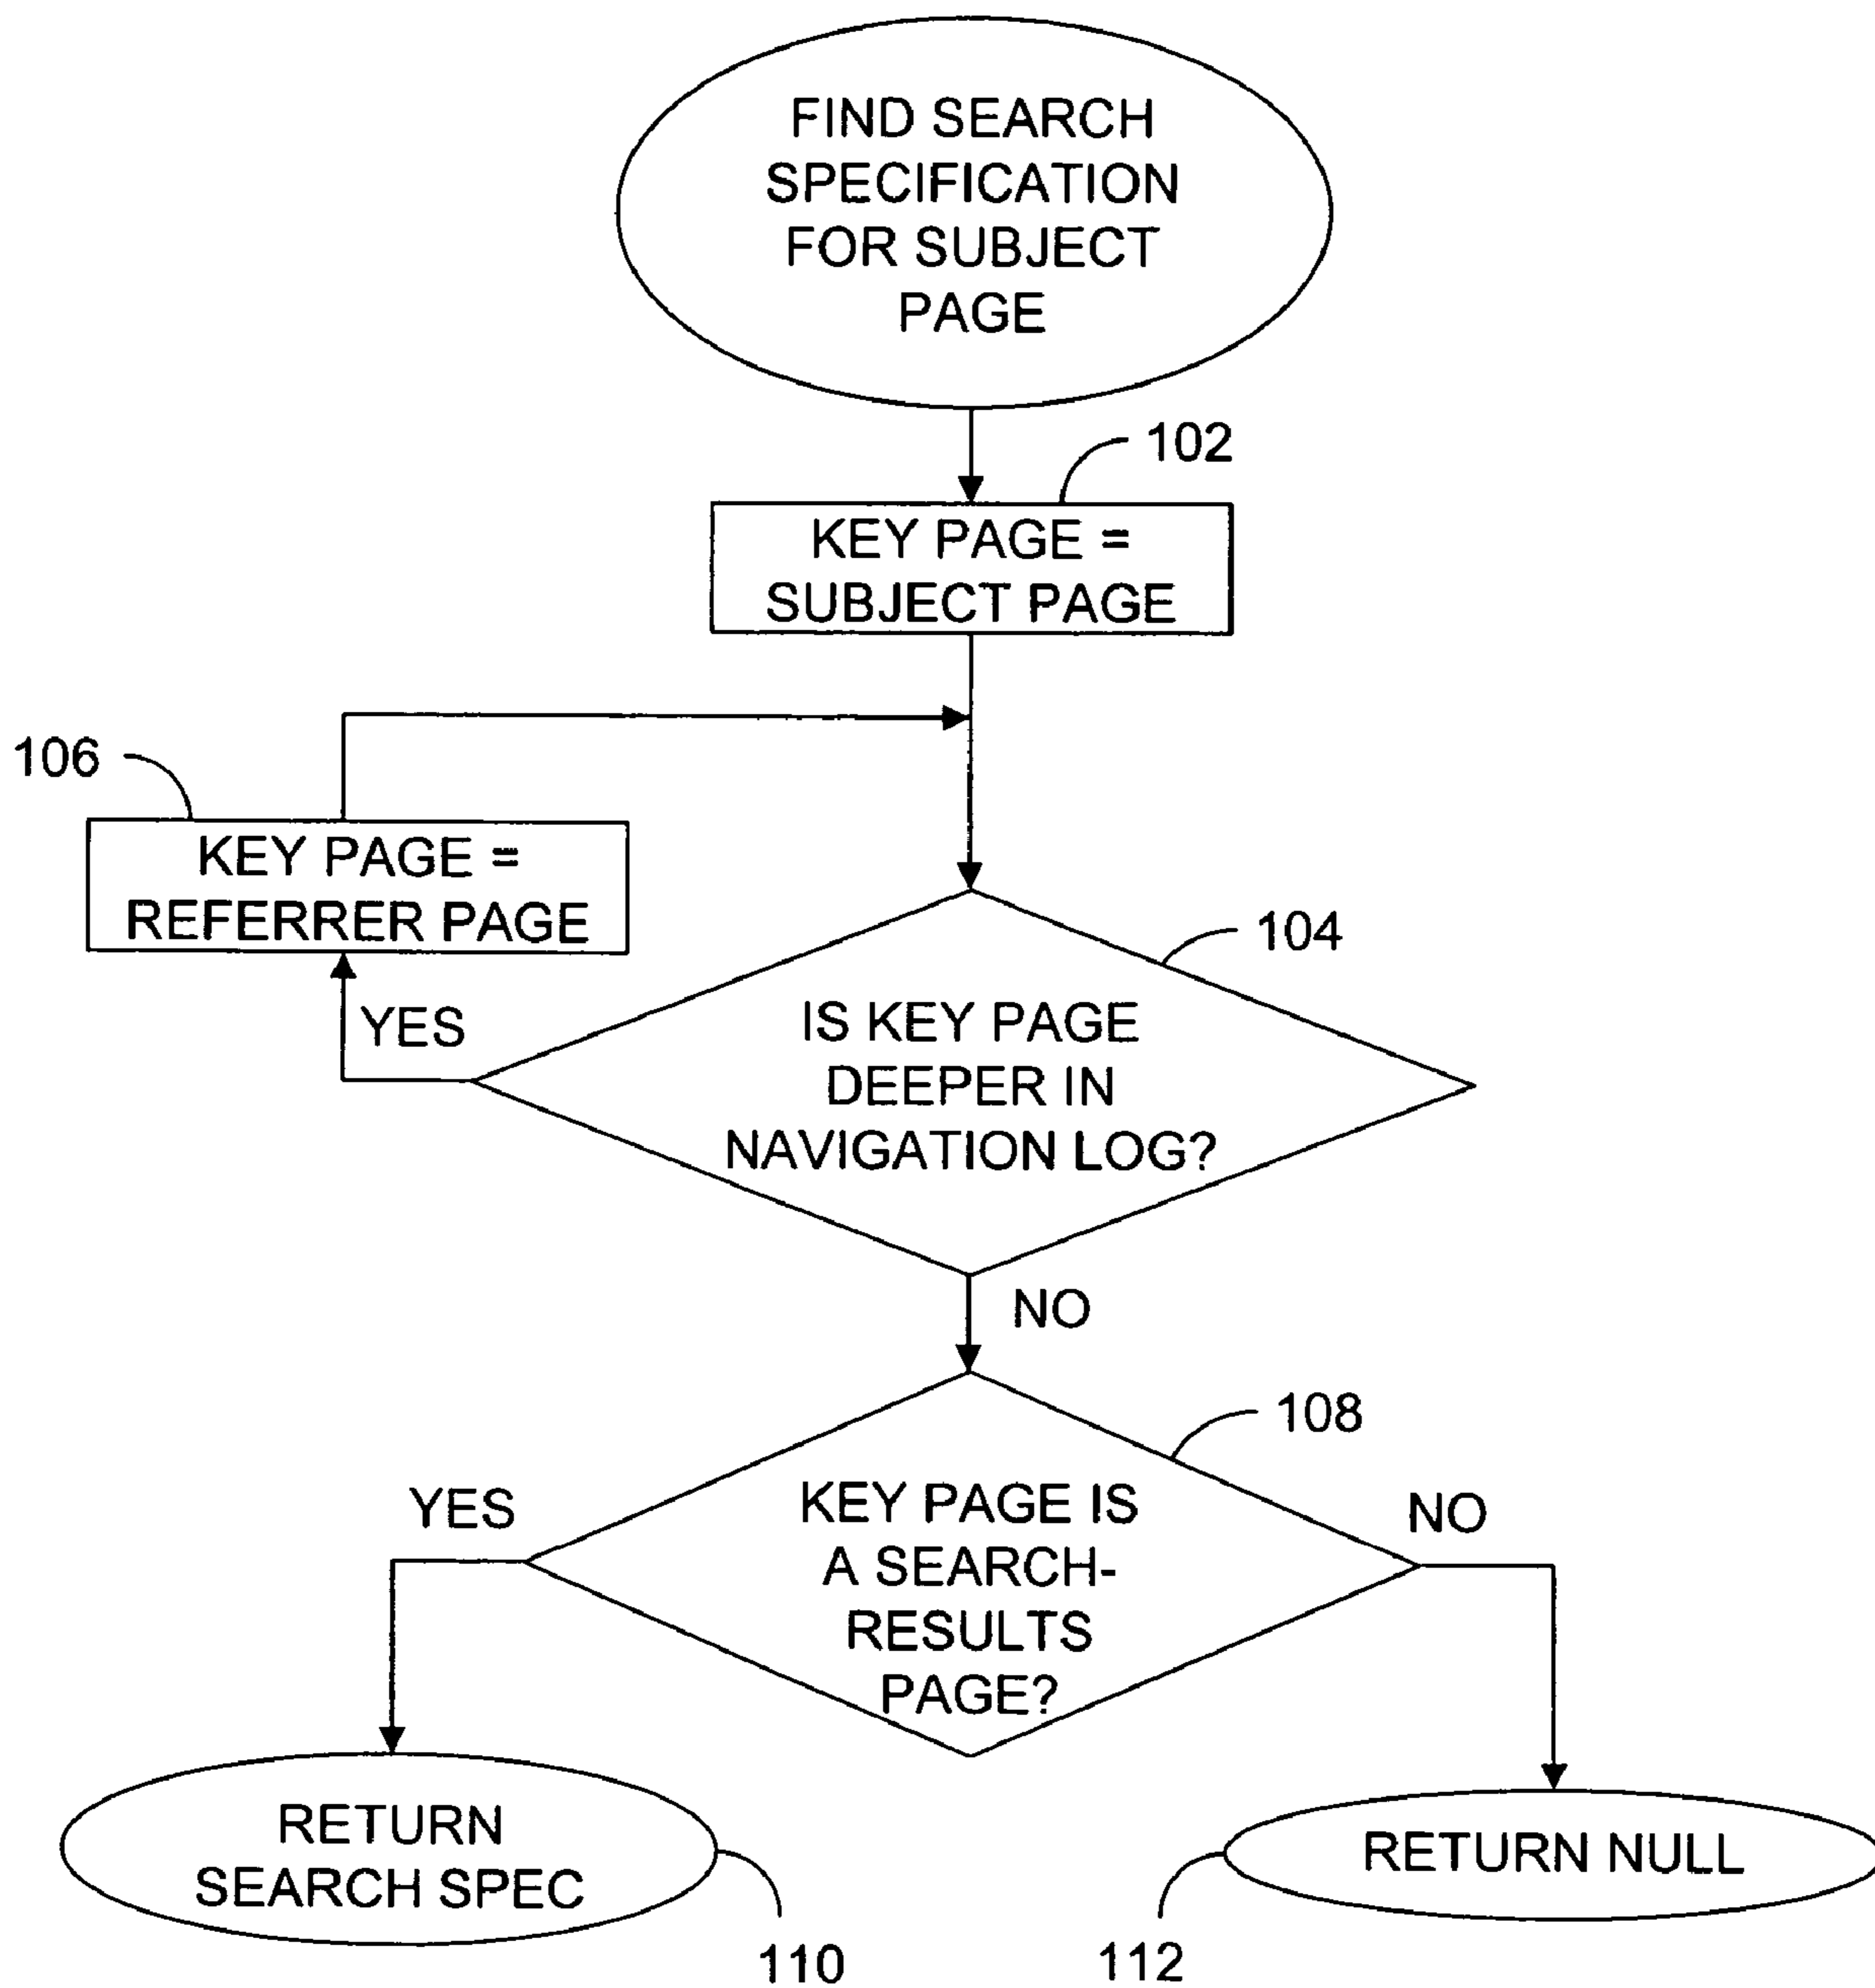 FIND SEARCH
SPECIFICATION
FOR SUBJECT
PAGE
102
KEY PAGE =
SUBJECT PAGE
106
KEY PAGE =
REFERRER PAGE
104
YES
IS KEY PAGE
DEEPER IN
NAVIGATION LOG?
NO
108
YES
KEY PAGE IS
A SEARCH-
RESULTS
PAGE?
NO
RETURN
SEARCH SPEC
RETURN NULL
110
112